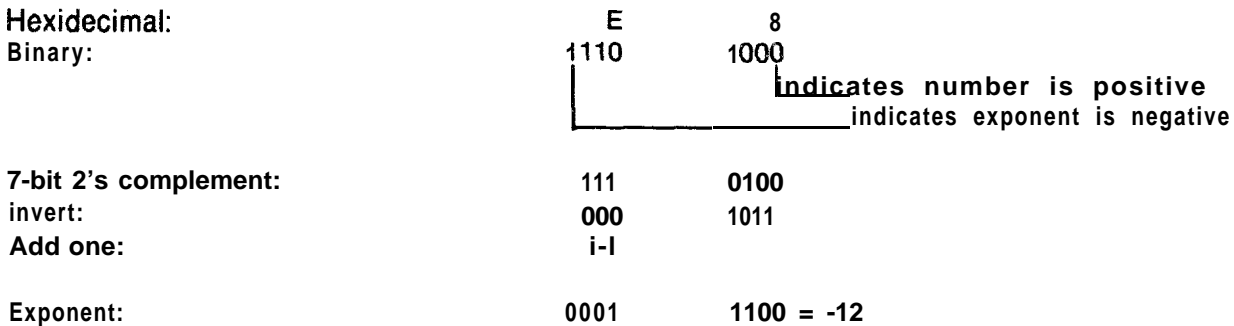 Hexidecimal: E 8
Binary: 1110 1000
indicates number is positive
indicates exponent is negative
7-bit 2's complement: 111 0100
invert: 000 1011
Add one: i-l
Exponent: 0001 1100 = -12